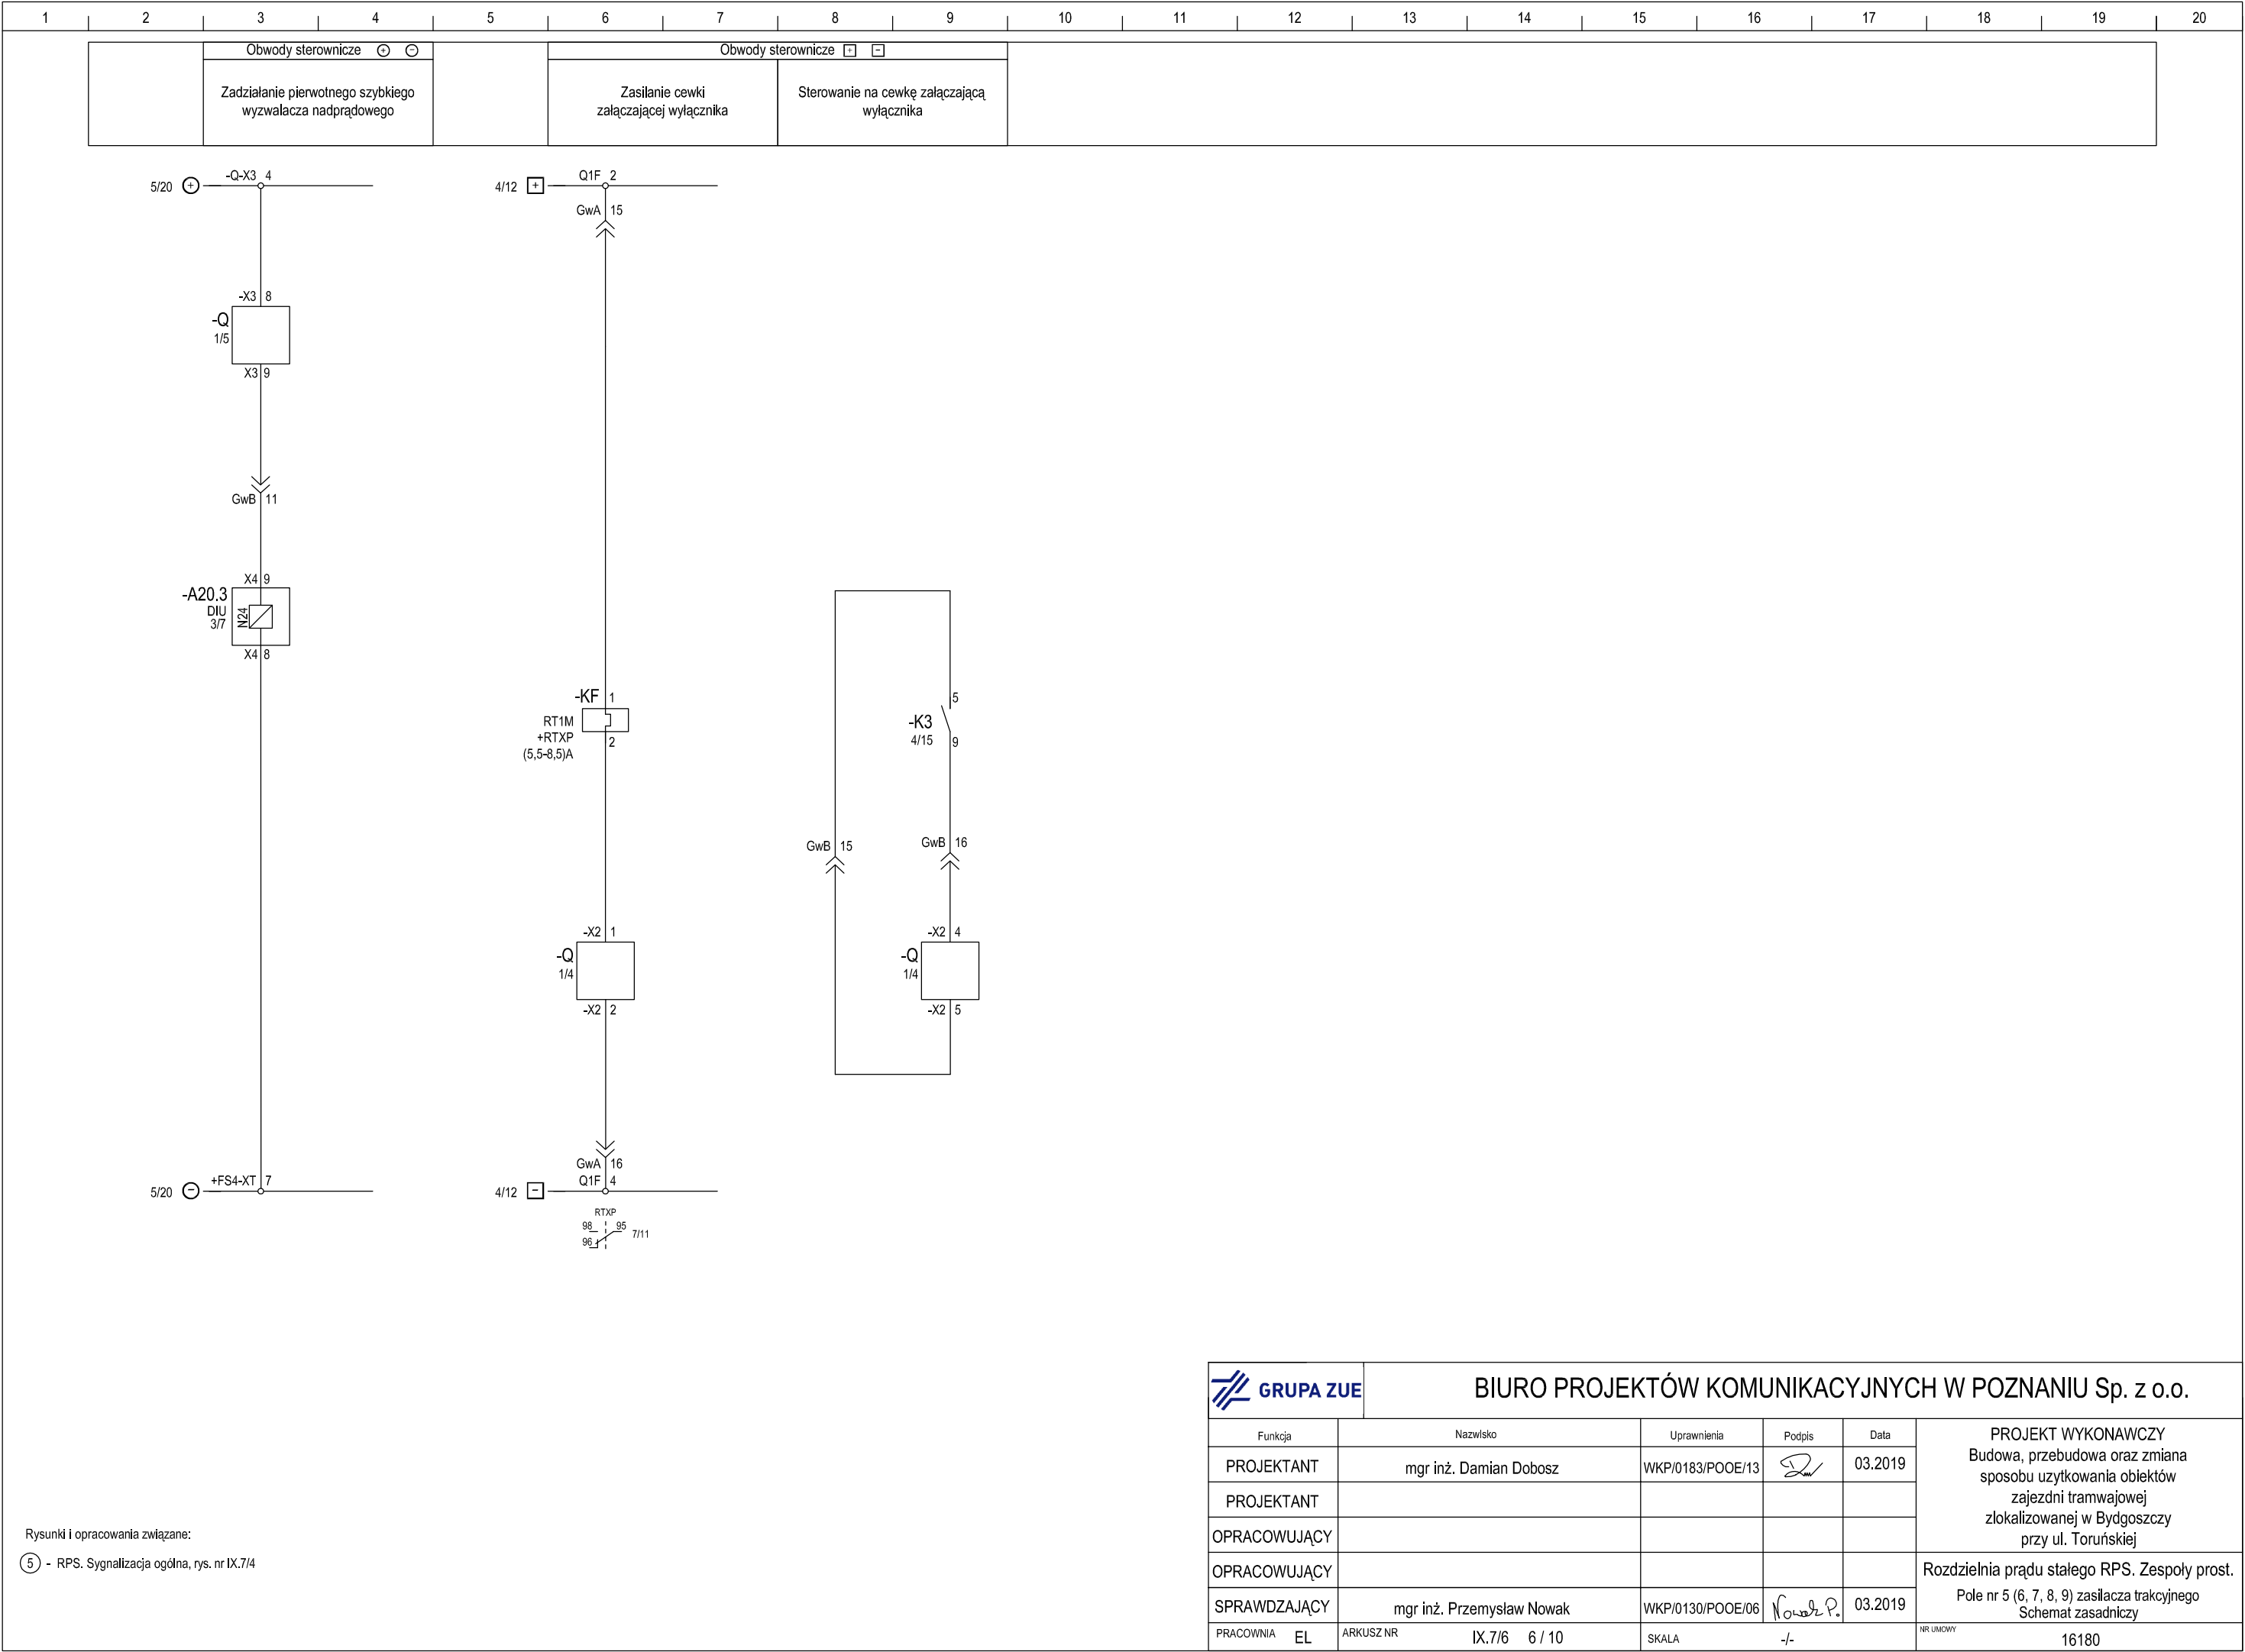 1 2 3 4 5 6 7 8 9 10 11 12 13 14 15 16 17 18 19 20
Obwody sterownicze + -
Zadziałanie pierwotnego szybkiego
wyzwalacza nadprądowego
Obwody sterownicze + -
Zasilanie cewki
załączającej wyłącznika
Sterowanie na cewkę załączającą
wyłącznika
5/20 + -Q-X3 4
-X3 8
-Q
1/5
X3 9
GwB 11
X4 9
-A20.3
DIU
3/7
N24
X4 8
5/20 - +FS4-XT 7
4/12 + Q1F 2
GwA 15
-KF 1
RT1M
+RTXP
(5,5-8,5)A
2
-X2 1
-Q
1/4
-X2 2
GwA 16
4/12 - Q1F 4
RTXP
98 95
96
7/11
5
-K3
4/15
9
GwB 15
GwB 16
-X2 4
-Q
1/4
-X2 5
Rysunki i opracowania związane:
5 - RPS. Sygnalizacja ogólna, rys. nr IX.7/4
GRUPA ZUE
BIURO PROJEKTÓW KOMUNIKACYJNYCH W POZNANIU Sp. z o.o.
Funkcja Nazwisko Uprawnienia Podpis Data
PROJEKTANT mgr inż. Damian Dobosz WKP/0183/POOE/13 03.2019
PROJEKTANT
OPRACOWUJĄCY
OPRACOWUJĄCY
SPRAWDZAJĄCY mgr inż. Przemysław Nowak WKP/0130/POOE/06 Nowak P. 03.2019
PRACOWNIA EL ARKUSZ NR IX.7/6 6 / 10 SKALA -/-
PROJEKT WYKONAWCZY
Budowa, przebudowa oraz zmiana
sposobu uzytkowania obiektów
zajezdni tramwajowej
zlokalizowanej w Bydgoszczy
przy ul. Toruńskiej
Rozdzielnia prądu stałego RPS. Zespoły prost.
Pole nr 5 (6, 7, 8, 9) zasilacza trakcyjnego
Schemat zasadniczy
NR UMOWY 16180